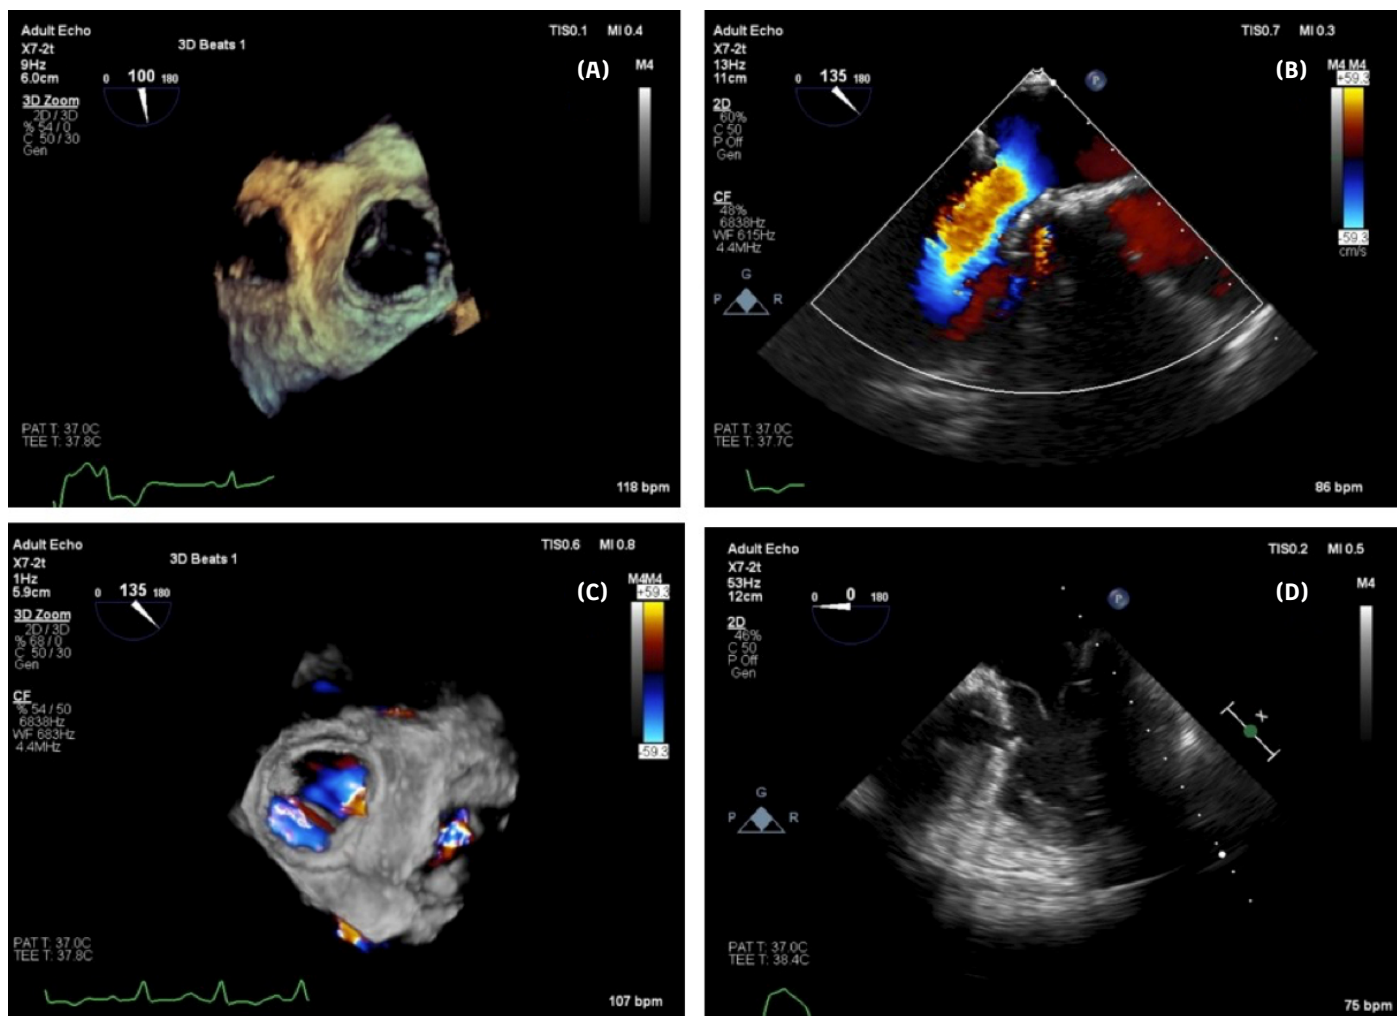 Adult Echo
X7-2t
9Hz
6.0cm
3D Beats 1
TIS0.1 MI 0.4
(A)
M4
0 100 180
3D Zoom
2D / 3D
% 54 / 0
C 50 / 30
Gen
PAT T: 37.0C
TEE T: 37.8C
118 bpm
Adult Echo
X7-2t
13Hz
11cm
TIS0.7 MI 0.3
(B)
M4 M4
+59.3
0 135 180
P
2D
60%
C 50
P Off
Gen
CF
48%
6838Hz
WF 615Hz
4.4MHz
-59.3
cm/s
G
P R
PAT T: 37.0C
TEE T: 37.7C
86 bpm
Adult Echo
X7-2t
1Hz
5.9cm
3D Beats 1
TIS0.6 MI 0.8
(C)
M4M4
+59.3
0 135 180
3D Zoom
2D / 3D
% 68 / 0
C 50 / 30
Gen
CF
% 54 / 50
6838Hz
WF 683Hz
4.4MHz
-59.3
PAT T: 37.0C
TEE T: 37.8C
107 bpm
Adult Echo
X7-2t
53Hz
12cm
TIS0.2 MI 0.5
(D)
M4
0 0 180
P
2D
46%
C 50
P Off
Gen
X
G
P R
PAT T: 37.0C
TEE T: 38.4C
75 bpm